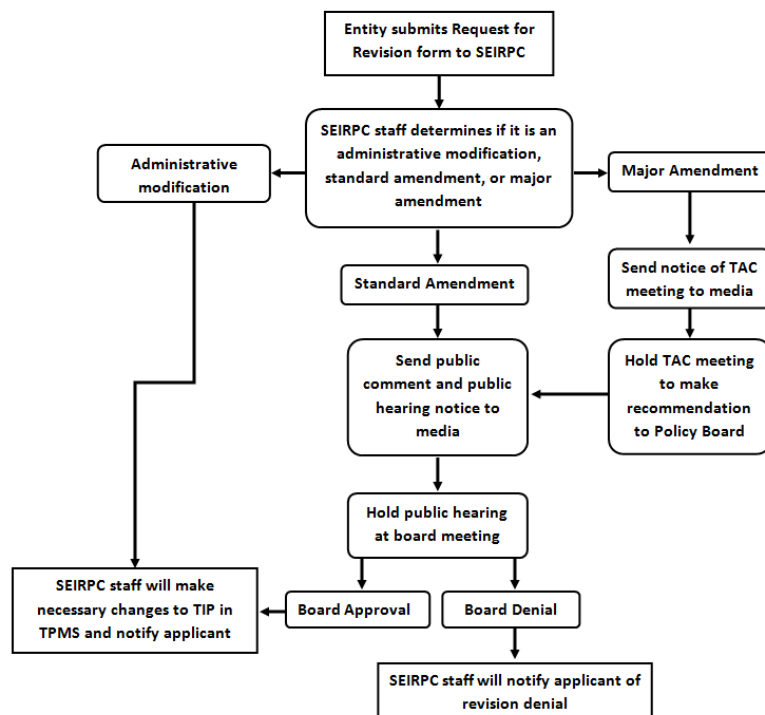 Entity submits Request for
Revision form to SEIRPC
SEIRPC staff determines if it is an
administrative modification,
standard amendment, or major
amendment
Administrative
modification
Major Amendment
Standard Amendment
Send notice of TAC
meeting to media
Send public
comment and public
hearing notice to
media
Hold TAC meeting
to make
recommendation
to Policy Board
Hold public hearing
at board meeting
SEIRPC staff will make
necessary changes to TIP in
TPMS and notify applicant
Board Approval
Board Denial
SEIRPC staff will notify applicant of
revision denial